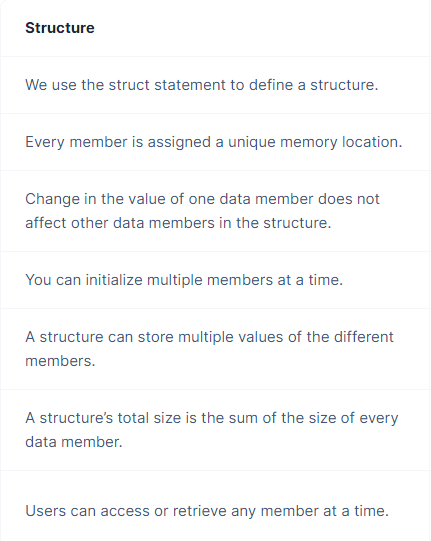 Structure
We use the struct statement to define a structure.
Every member is assigned a unique memory location.
Change in the value of one data member does not
affect other data members in the structure.
You can initialize multiple members at a time.
A structure can store multiple values of the different
members.
A structure’s total size is the sum of the size of every
data member.
Users can access or retrieve any member at a time.